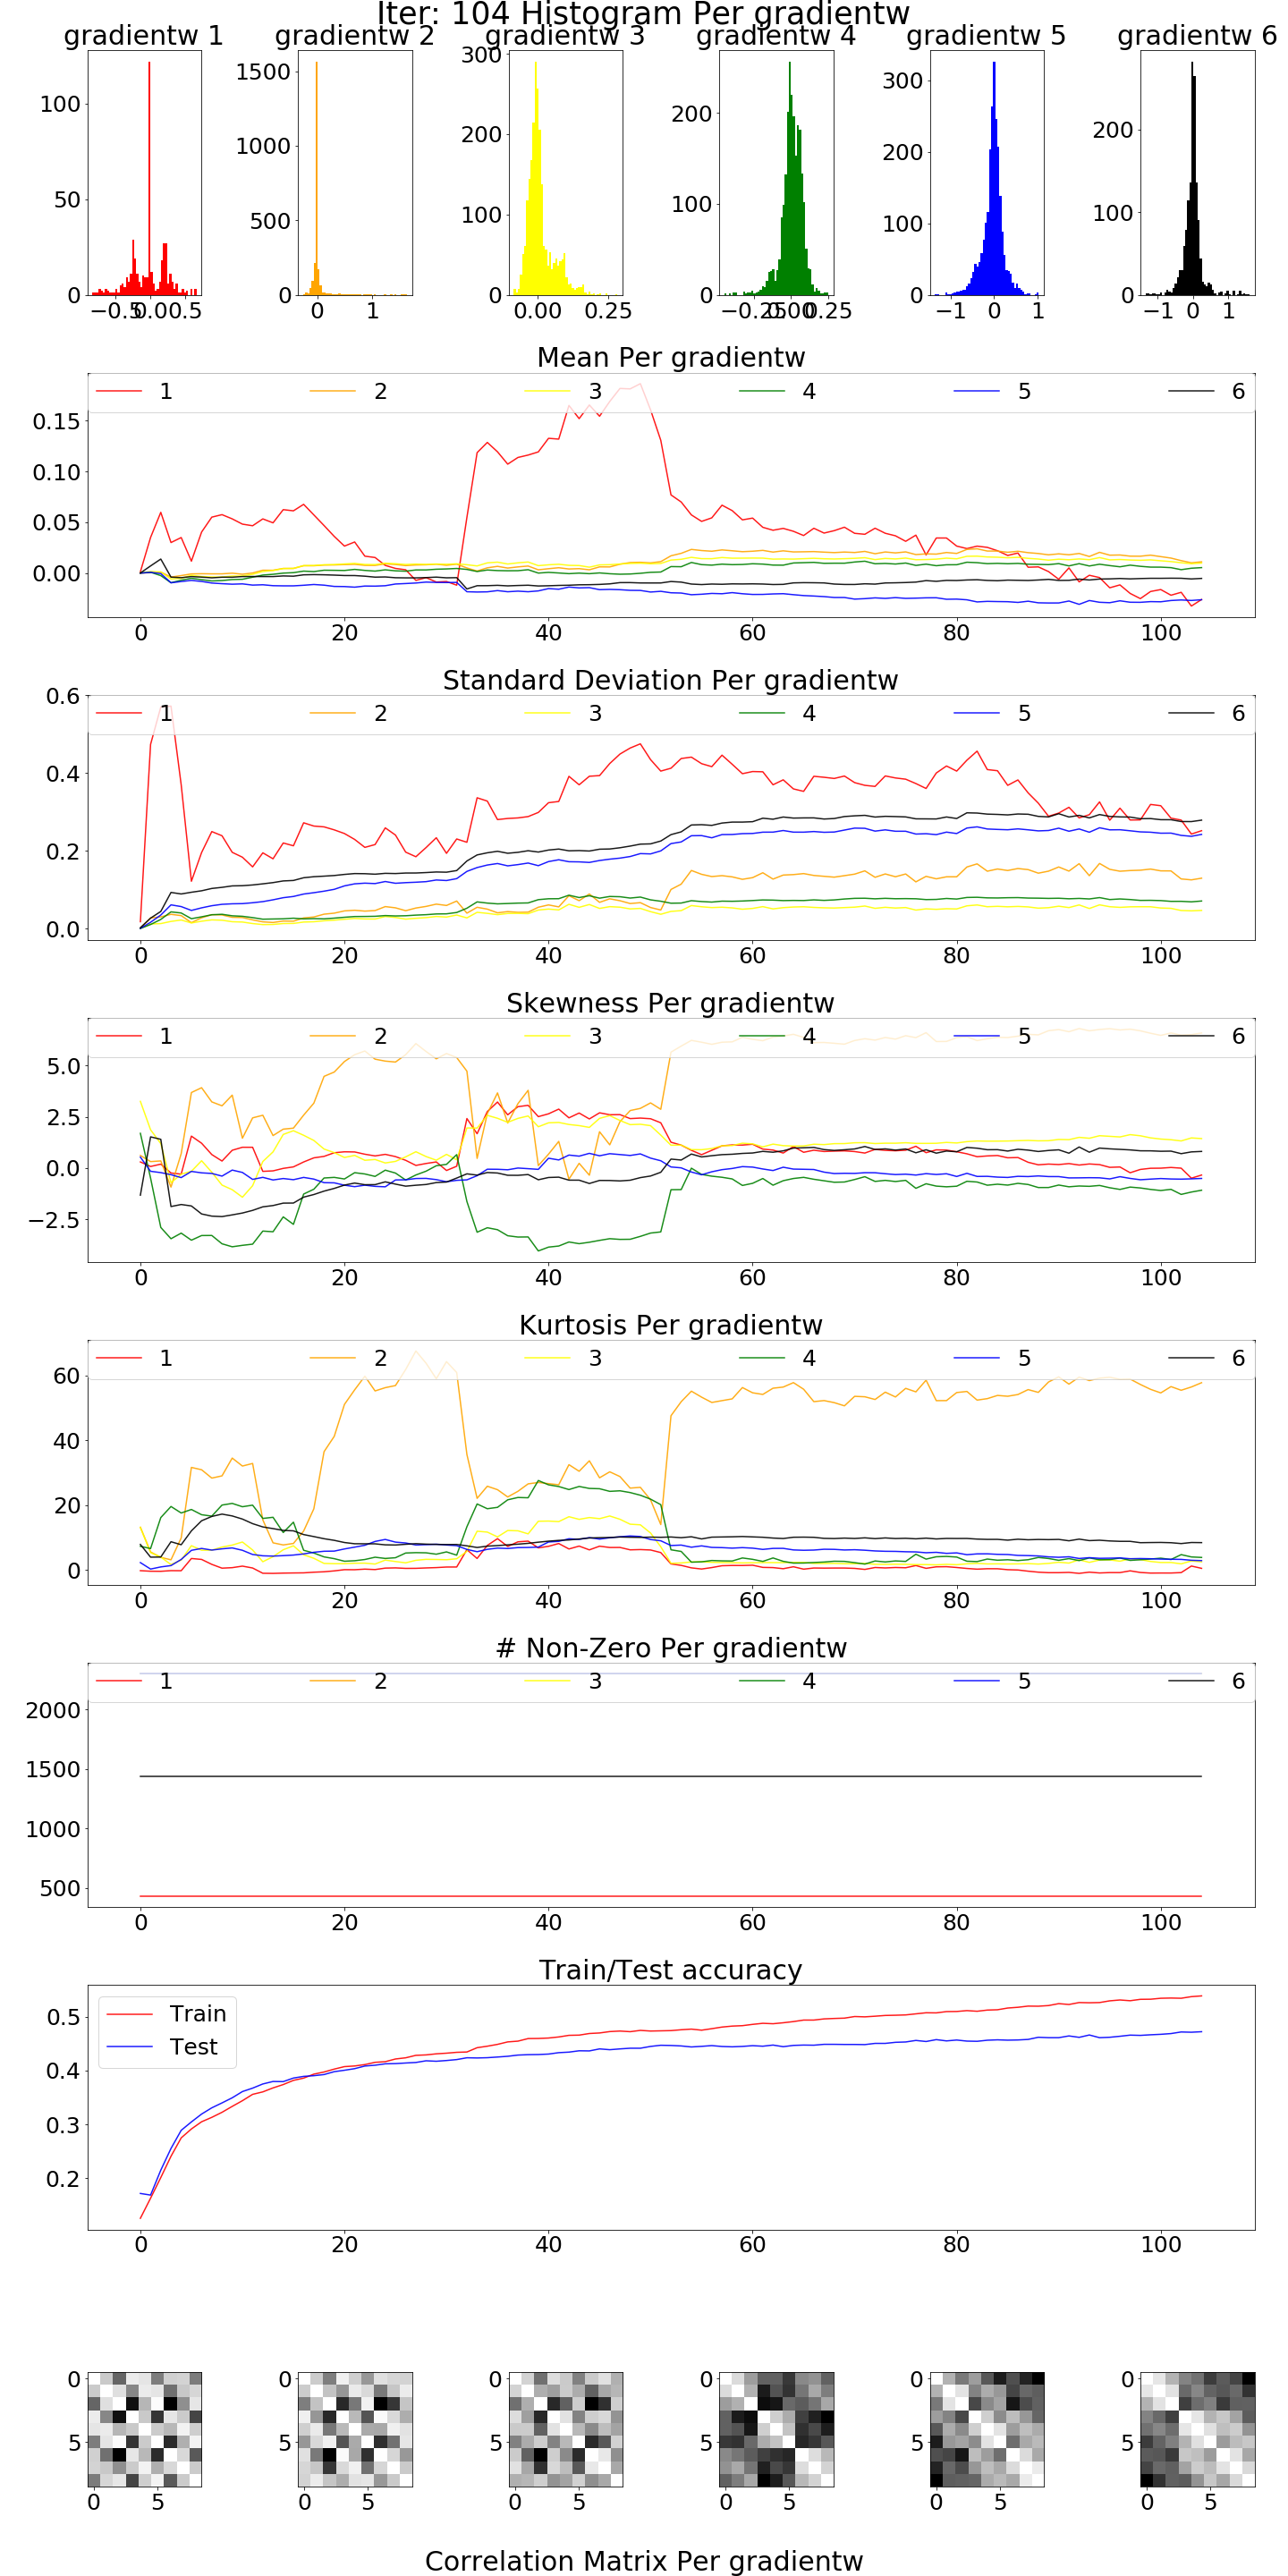 Iter: 104 Histogram Per gradientw
gradientw 1 gradientw 2 gradientw 3 gradientw 4 gradientw 5 gradientw 6
100
50
0
−0.5 0.0 0.5
1500
1000
500
0
0 1
300
200
100
0
0.00 0.25
200
100
0
−0.25 0.00 0.25
300
200
100
0
−1 0 1
200
100
0
−1 0 1
Mean Per gradientw
1 2 3 4 5 6
0.15
0.10
0.05
0.00
0 20 40 60 80 100
Standard Deviation Per gradientw
1 2 3 4 5 6
0.6
0.4
0.2
0.0
0 20 40 60 80 100
Skewness Per gradientw
1 2 3 4 5 6
5.0
2.5
0.0
−2.5
0 20 40 60 80 100
Kurtosis Per gradientw
1 2 3 4 5 6
60
40
20
0
0 20 40 60 80 100
# Non-Zero Per gradientw
1 2 3 4 5 6
2000
1500
1000
500
0 20 40 60 80 100
Train/Test accuracy
Train
Test
0.5
0.4
0.3
0.2
0 20 40 60 80 100
0
5
0 5
0
5
0 5
0
5
0 5
0
5
0 5
0
5
0 5
0
5
0 5
Correlation Matrix Per gradientw